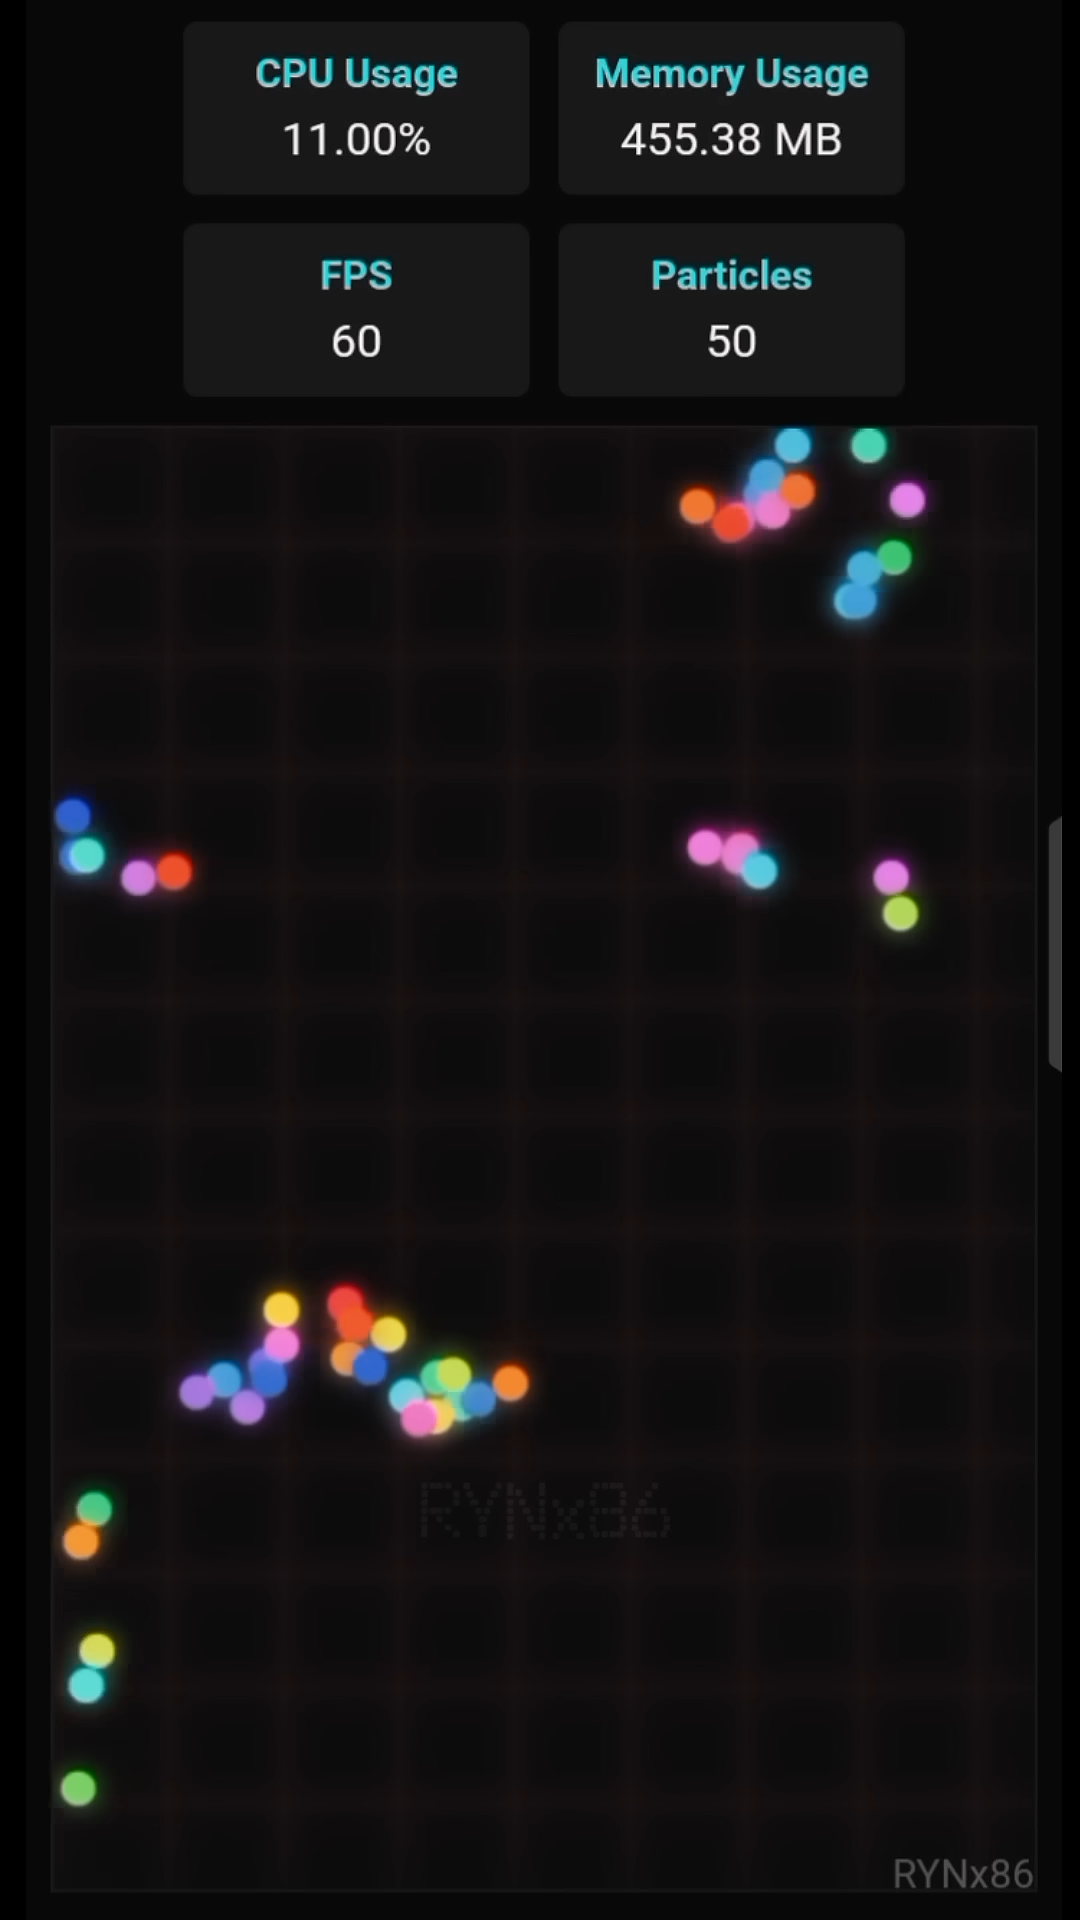 CPU Usage
11.00%
Memory Usage
455.38 MB
FPS
60
Particles
50
RYNx86
RYNx86